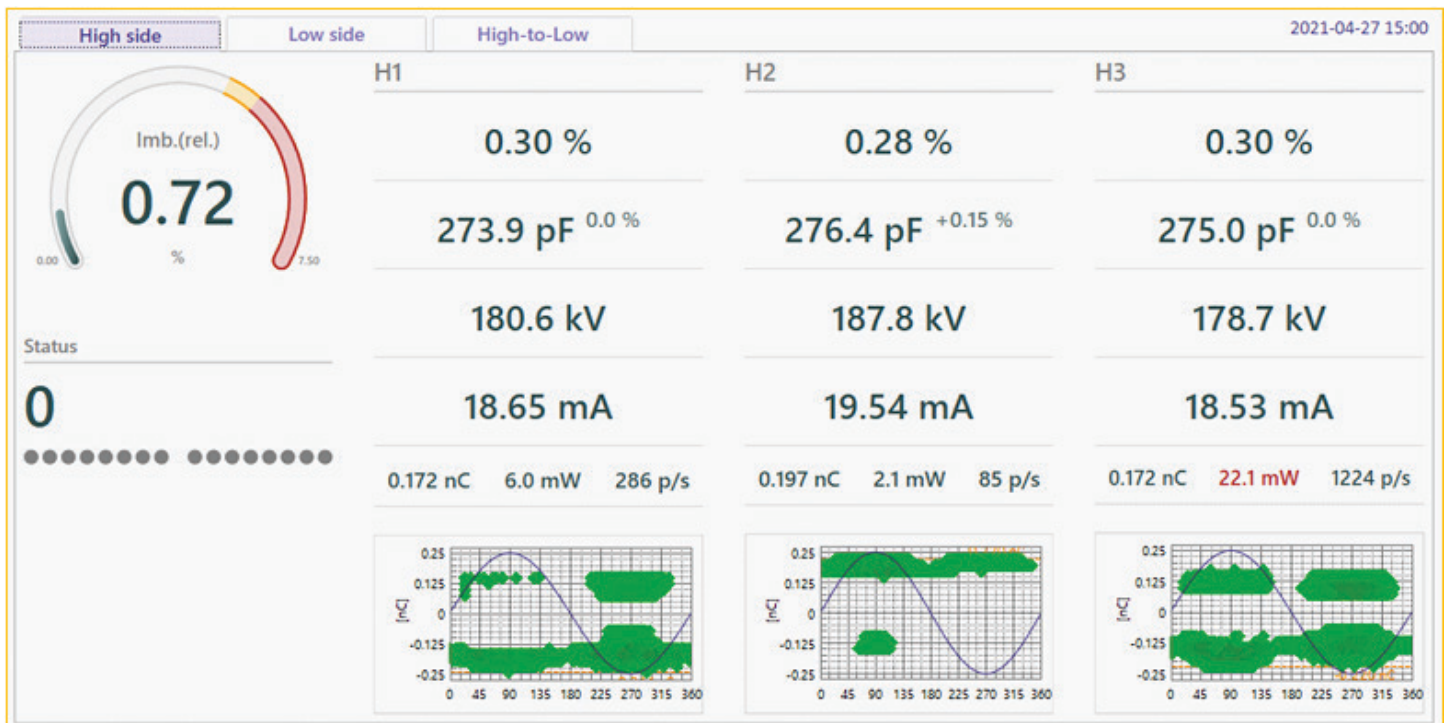 High side Low side High-to-Low 2021-04-27 15:00
Imb.(rel.)
0.72
%
0.00 7.50
Status
0
H1
0.30 %
273.9 pF 0.0 %
180.6 kV
18.65 mA
0.172 nC 6.0 mW 286 p/s
0.25
0.125
0
-0.125
-0.25
[nC]
0 45 90 135 180 225 270 315 360
H2
0.28 %
276.4 pF +0.15 %
187.8 kV
19.54 mA
0.197 nC 2.1 mW 85 p/s
0.25
0.125
0
-0.125
-0.25
[nC]
0 45 90 135 180 225 270 315 360
H3
0.30 %
275.0 pF 0.0 %
178.7 kV
18.53 mA
0.172 nC 22.1 mW 1224 p/s
0.25
0.125
0
-0.125
-0.25
[nC]
0 45 90 135 180 225 270 315 360